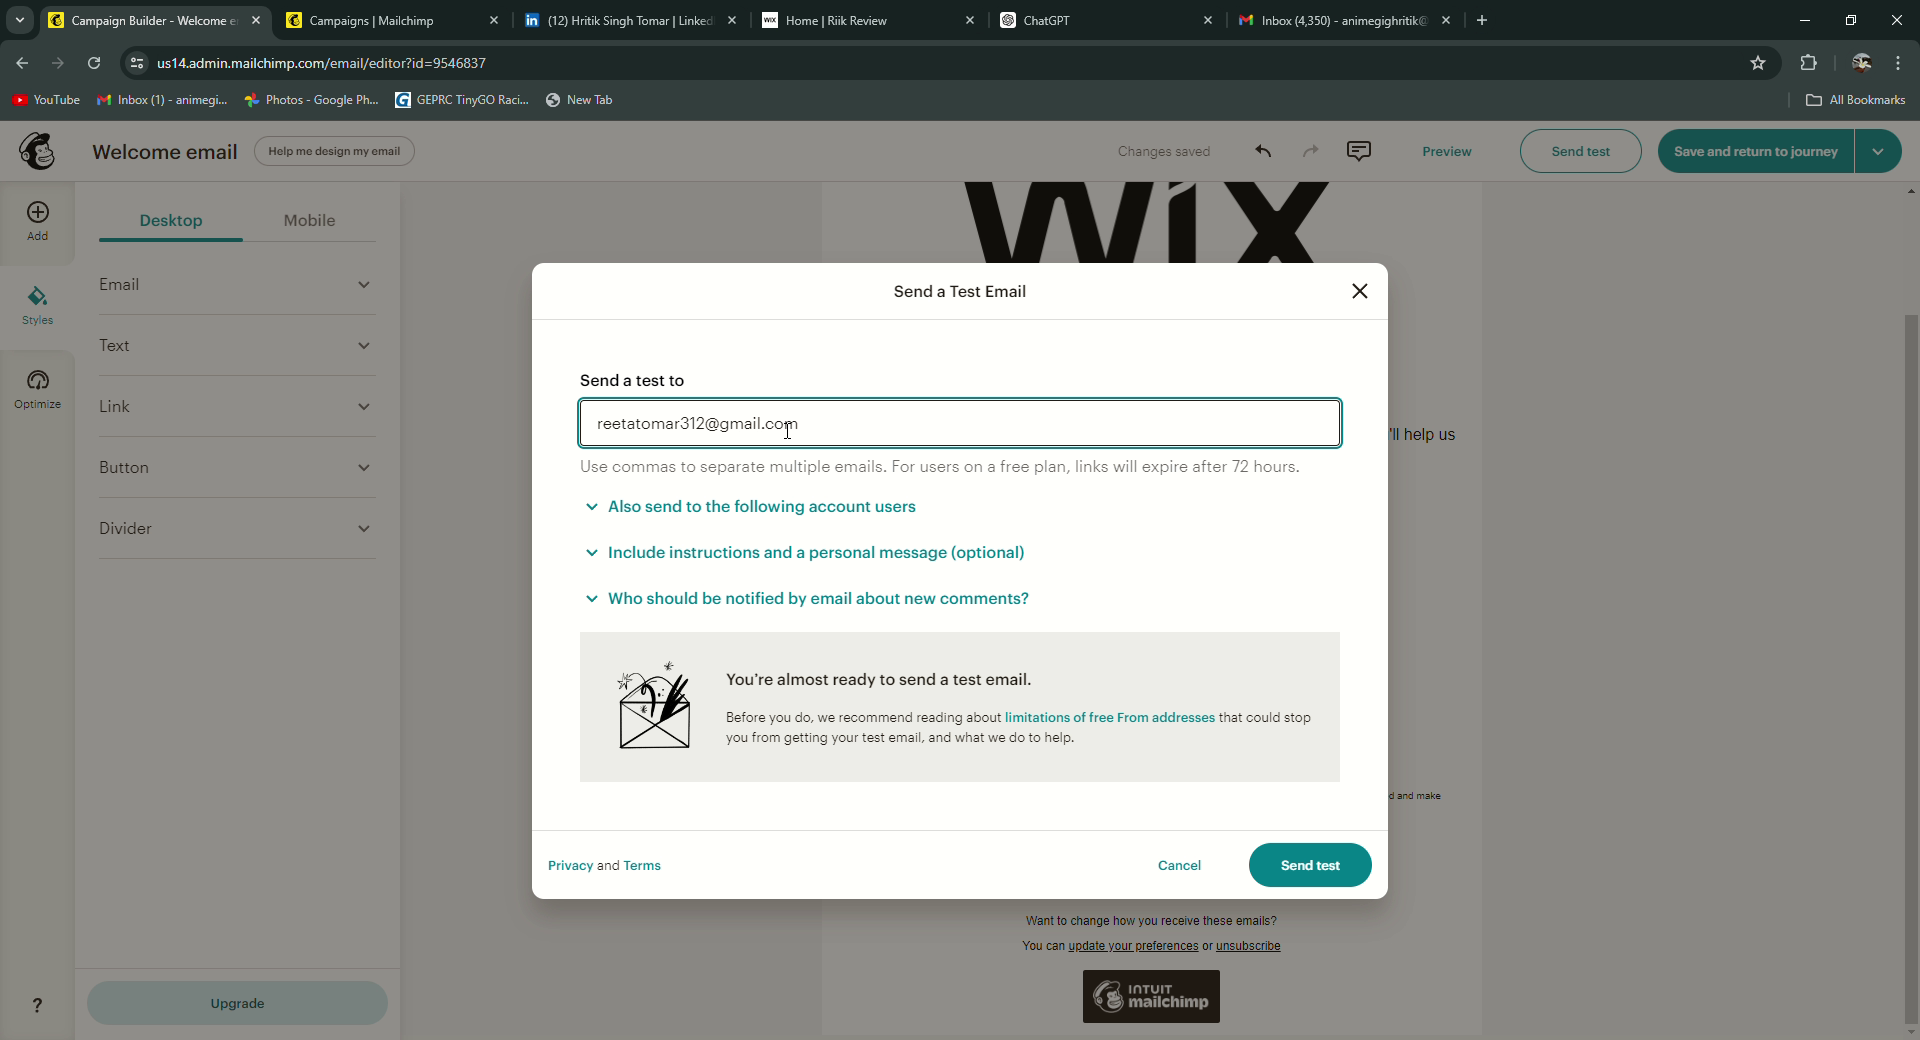 Campaign Builder - Welcome e
Campaigns | Mailchimp
(12) Hritik Singh Tomar | Linked
WIX
Home | Riik Review
ChatGPT
Inbox (4,350) - animegighritik@
us14.admin.mailchimp.com/email/editor?id=9546837
YouTube
Inbox (1) - animegi...
Photos - Google Ph...
GEPRC TinyGO Raci...
New Tab
All Bookmarks
Welcome email
Help me design my email
Changes saved
Preview
Send test
Save and return to journey
Add
Styles
Optimize
Desktop
Mobile
Email
Text
Link
Button
Divider
Upgrade
?
WiX
Send a Test Email
Send a test to
reetatomar312@gmail.com
'll help us
Use commas to separate multiple emails. For users on a free plan, links will expire after 72 hours.
Also send to the following account users
Include instructions and a personal message (optional)
Who should be notified by email about new comments?
You're almost ready to send a test email.
Before you do, we recommend reading about limitations of free From addresses that could stop
you from getting your test email, and what we do to help.
d and make
Privacy and Terms
Cancel
Send test
Want to change how you receive these emails?
You can update your preferences or unsubscribe
INTUIT
mailchimp